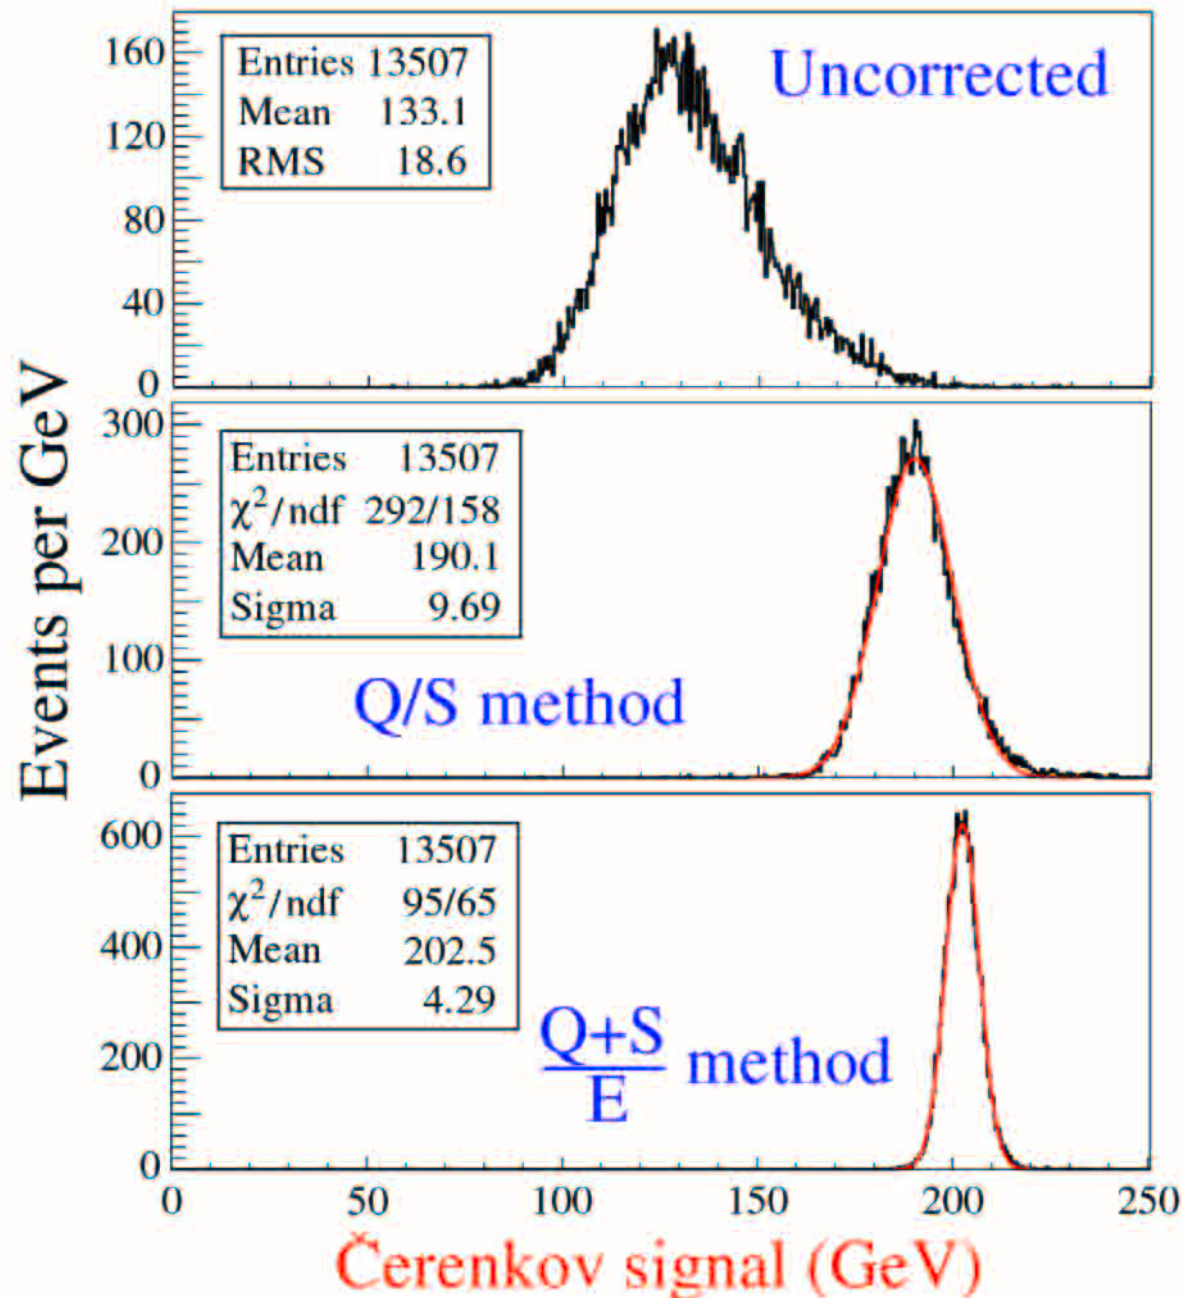 Events per GeV
160
120
80
40
0
Entries 13507
Mean 133.1
RMS 18.6
Uncorrected
300
200
100
0
Entries 13507
χ²/ndf 292/158
Mean 190.1
Sigma 9.69
Q/S method
600
400
200
0
Entries 13507
χ²/ndf 95/65
Mean 202.5
Sigma 4.29
Q+S
E
method
0 50 100 150 200 250
Čerenkov signal (GeV)